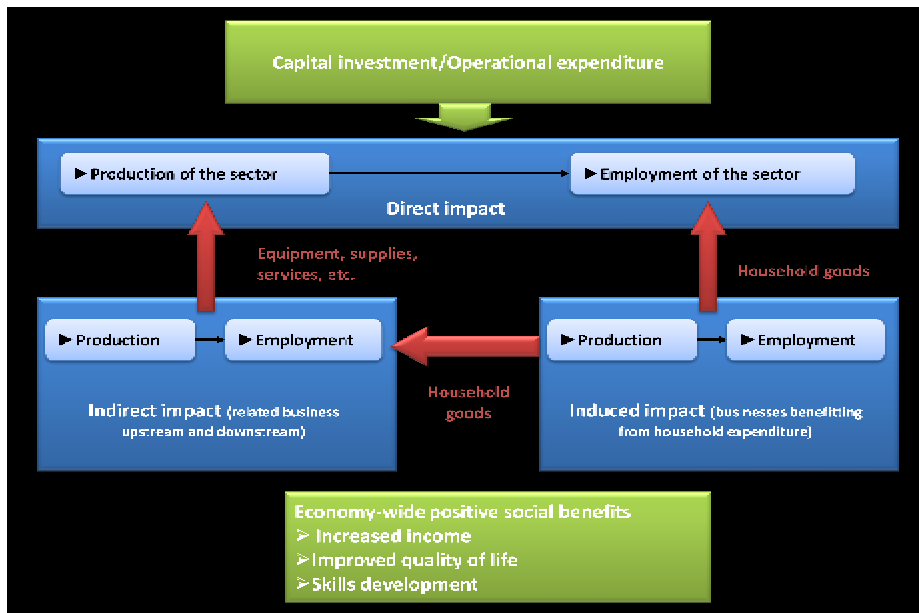 Capital investment/Operational expenditure
► Production of the sector
► Employment of the sector
Direct impact
Equipment, supplies,
services, etc.
Household goods
► Production
► Employment
Indirect impact (related business
upstream and downstream)
Household
goods
► Production
► Employment
Induced impact (businesses benefitting
from household expenditure)
Economy-wide positive social benefits
➢ Increased income
➢ Improved quality of life
➢ Skills development